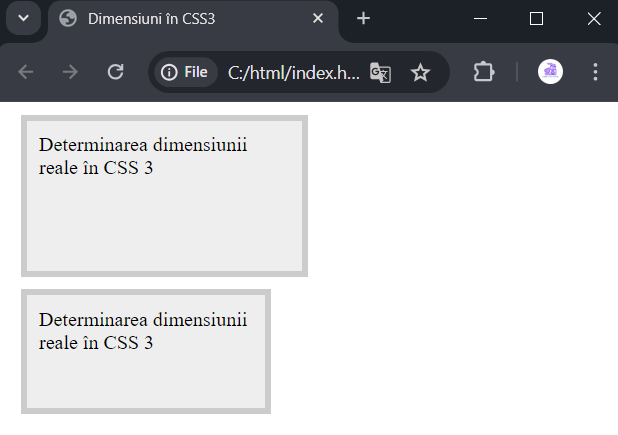 Dimensiuni în CSS3
File
C:/html/index.h...
Determinarea dimensiunii
reale în CSS 3
Determinarea dimensiunii
reale în CSS 3